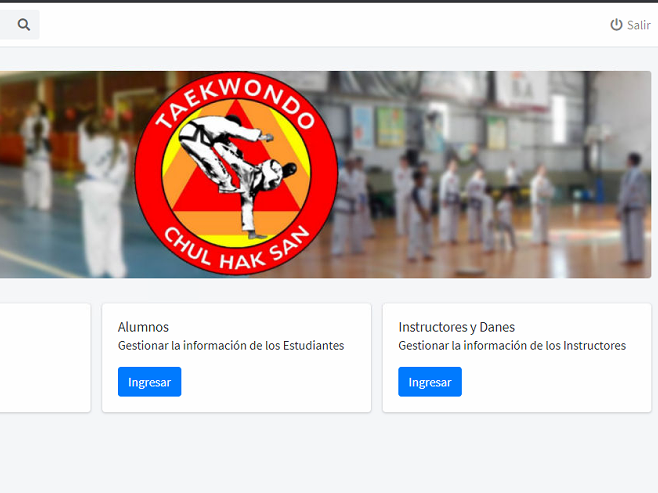 Salir
TAEKWONDO
CHUL HAK SAN
Alumnos
Gestionar la información de los Estudiantes
Ingresar
Instructores y Danes
Gestionar la información de los Instructores
Ingresar